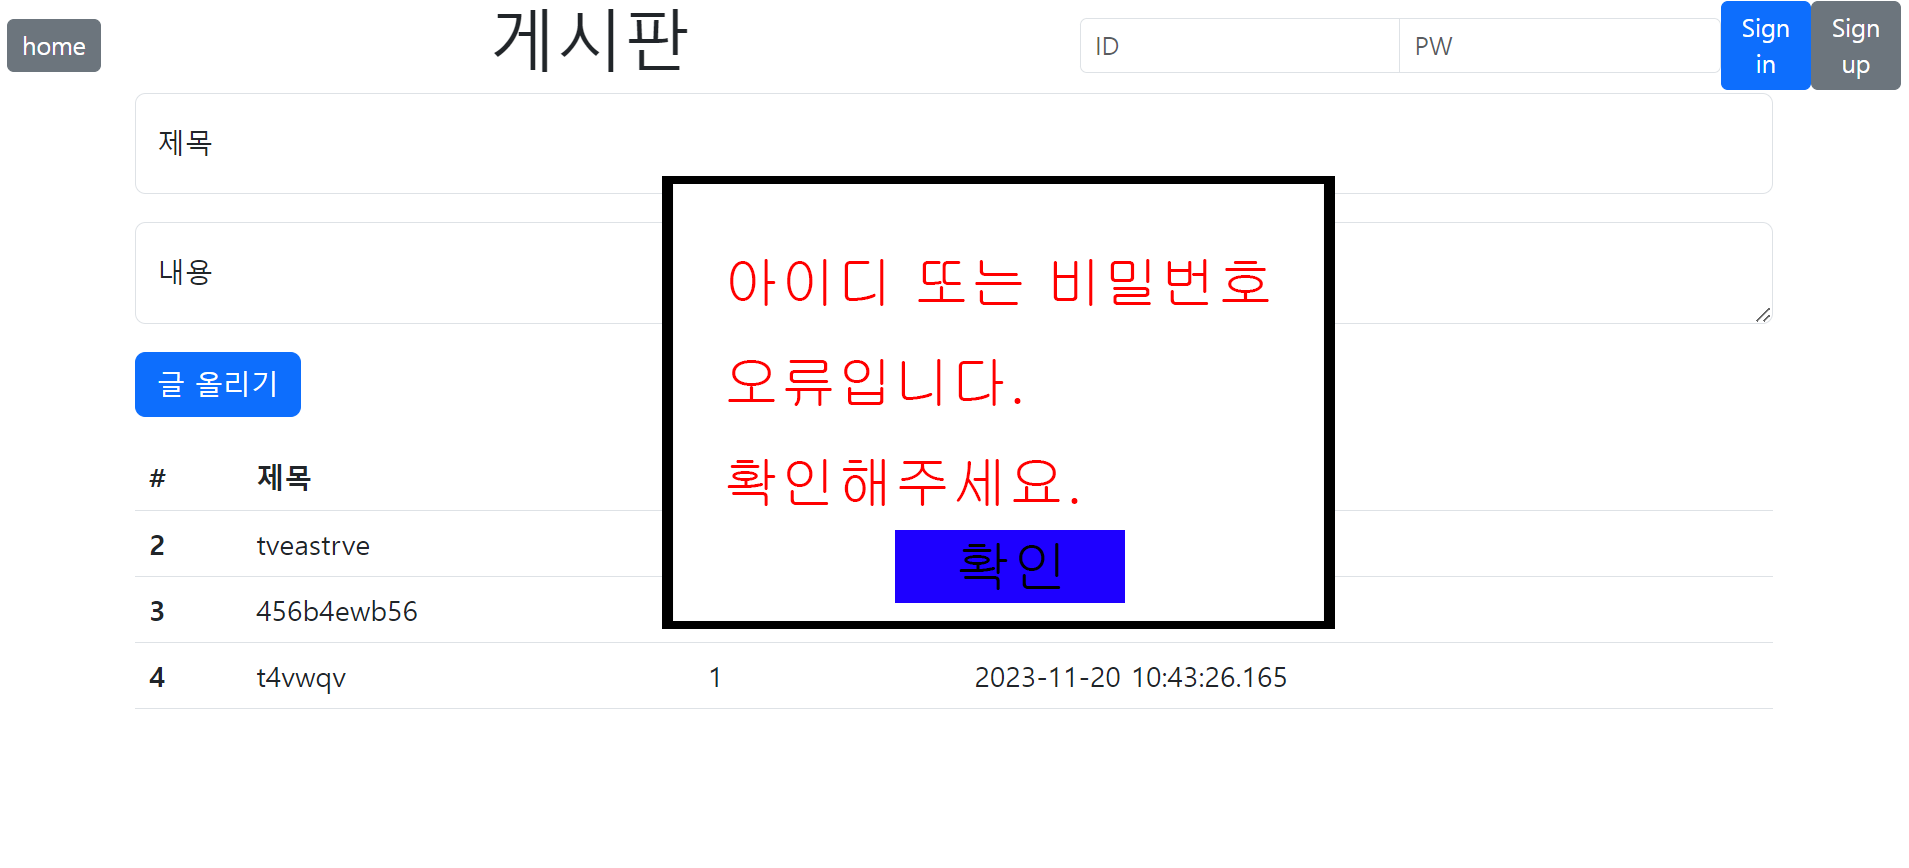 home
게시판
ID
PW
Sign
in
Sign
up
제목
내용
글 올리기
아이디 또는 비밀번호
오류입니다.
확인해주세요.
확인
# 제목
2 tveastrve
3 456b4ewb56
4 t4vwqv 1 2023-11-20 10:43:26.165